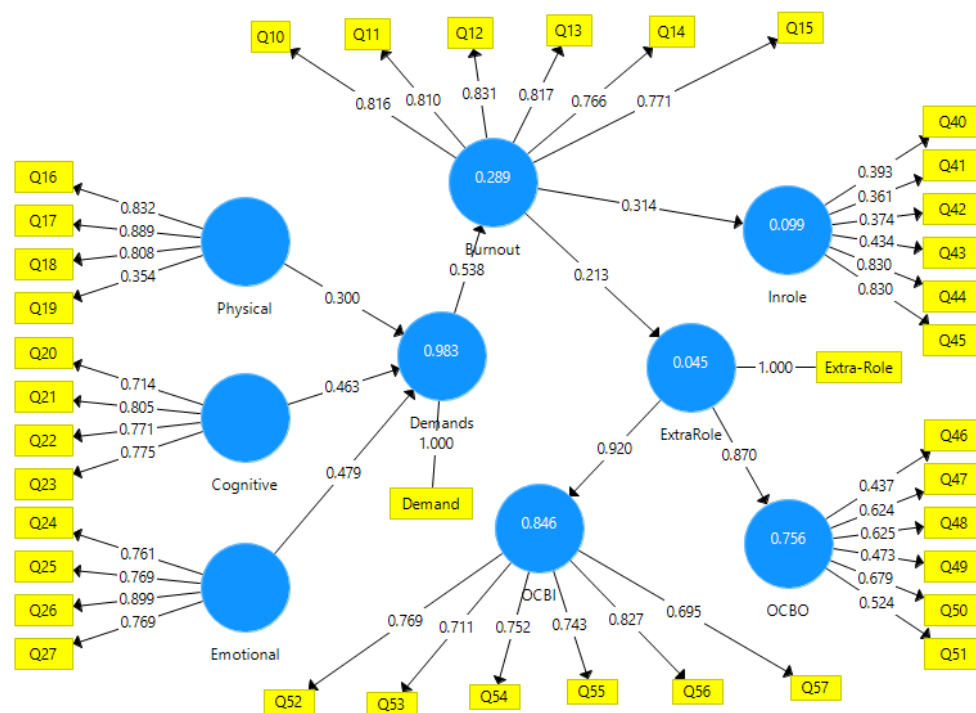 Q10
Q11
Q12
Q13
Q14
Q15
0.816
0.810
0.831
0.817
0.766
0.771
0.289
Burnout
0.314
0.213
0.538
Q16
Q17
Q18
Q19
0.832
0.889
0.808
0.354
Physical
0.300
Q20
Q21
Q22
Q23
0.714
0.805
0.771
0.775
Cognitive
0.463
Q24
Q25
Q26
Q27
0.761
0.769
0.899
0.769
Emotional
0.479
0.983
Demands
1.000
Demand
0.099
Inrole
0.393
0.361
0.374
0.434
0.830
0.830
Q40
Q41
Q42
Q43
Q44
Q45
0.045
ExtraRole
1.000
Extra-Role
0.920
0.870
0.846
OCBI
0.769
0.711
0.752
0.743
0.827
0.695
Q52
Q53
Q54
Q55
Q56
Q57
0.756
OCBO
0.437
0.624
0.625
0.473
0.679
0.524
Q46
Q47
Q48
Q49
Q50
Q51